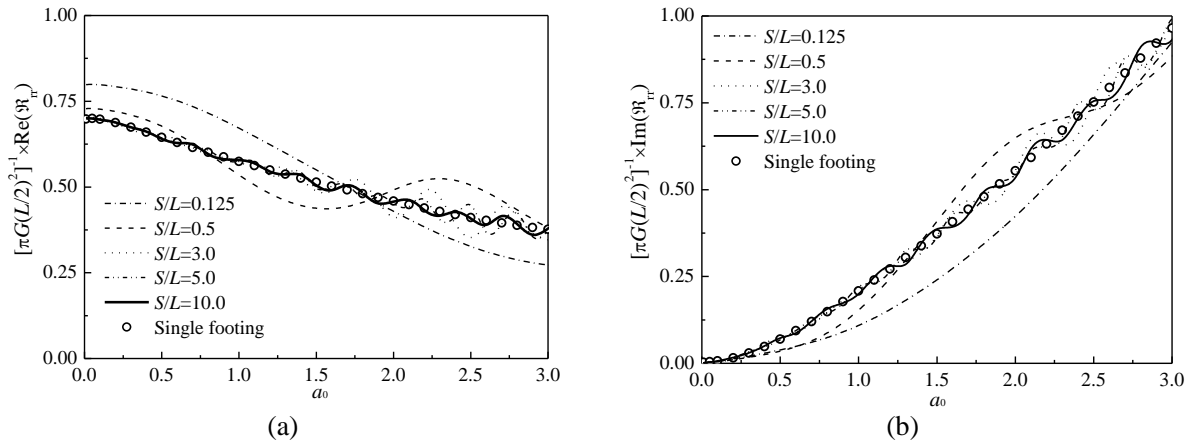 1.00
0.75
0.50
0.25
0.00
[πG(L/2)²]⁻¹×Re(ℜrr)
S/L=0.125
S/L=0.5
S/L=3.0
S/L=5.0
S/L=10.0
Single footing
0.0 0.5 1.0 1.5 2.0 2.5 3.0
a₀
(a)
1.00
0.75
0.50
0.25
0.00
[πG(L/2)²]⁻¹×Im(ℜrr)
S/L=0.125
S/L=0.5
S/L=3.0
S/L=5.0
S/L=10.0
Single footing
0.0 0.5 1.0 1.5 2.0 2.5 3.0
a₀
(b)